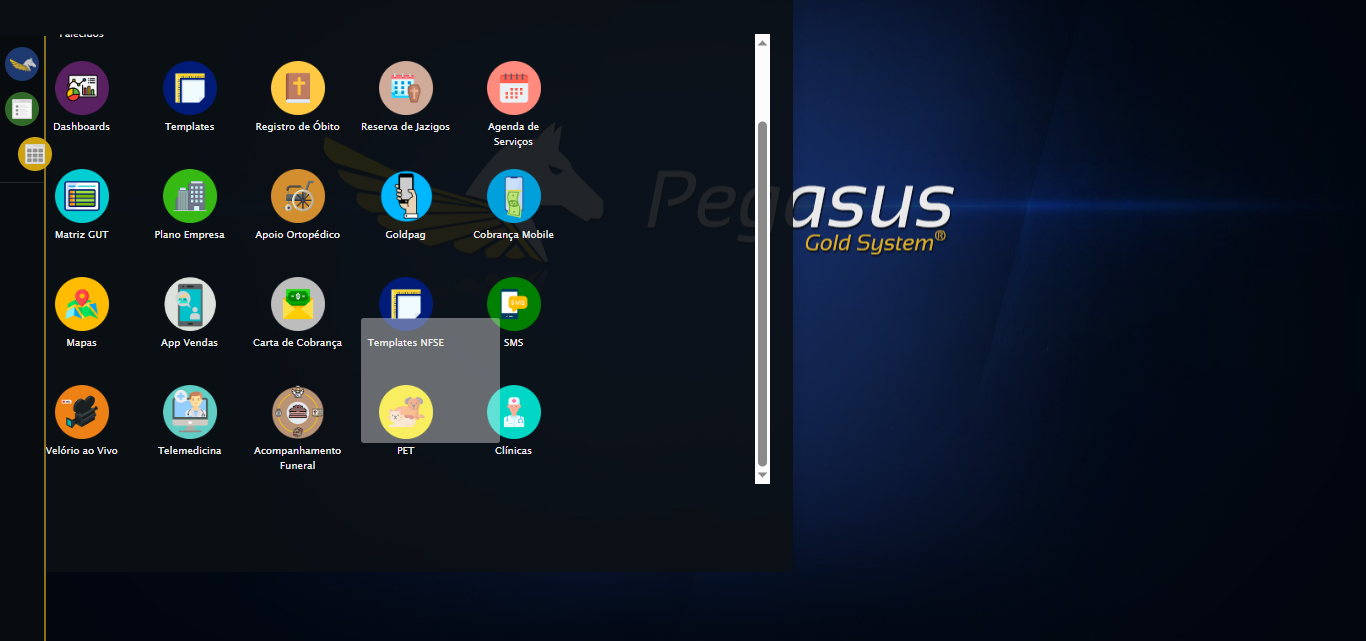 Falecidos
Dashboards
Templates
Registro de Óbito
Reserva de Jazigos
Agenda de
Serviços
Pegasus
Gold System®
Matriz GUT
Plano Empresa
Apoio Ortopédico
Goldpag
Cobrança Mobile
Mapas
App Vendas
Carta de Cobrança
Templates NFSE
SMS
SMS
Velório ao Vivo
Telemedicina
Acompanhamento
Funeral
PET
Clínicas